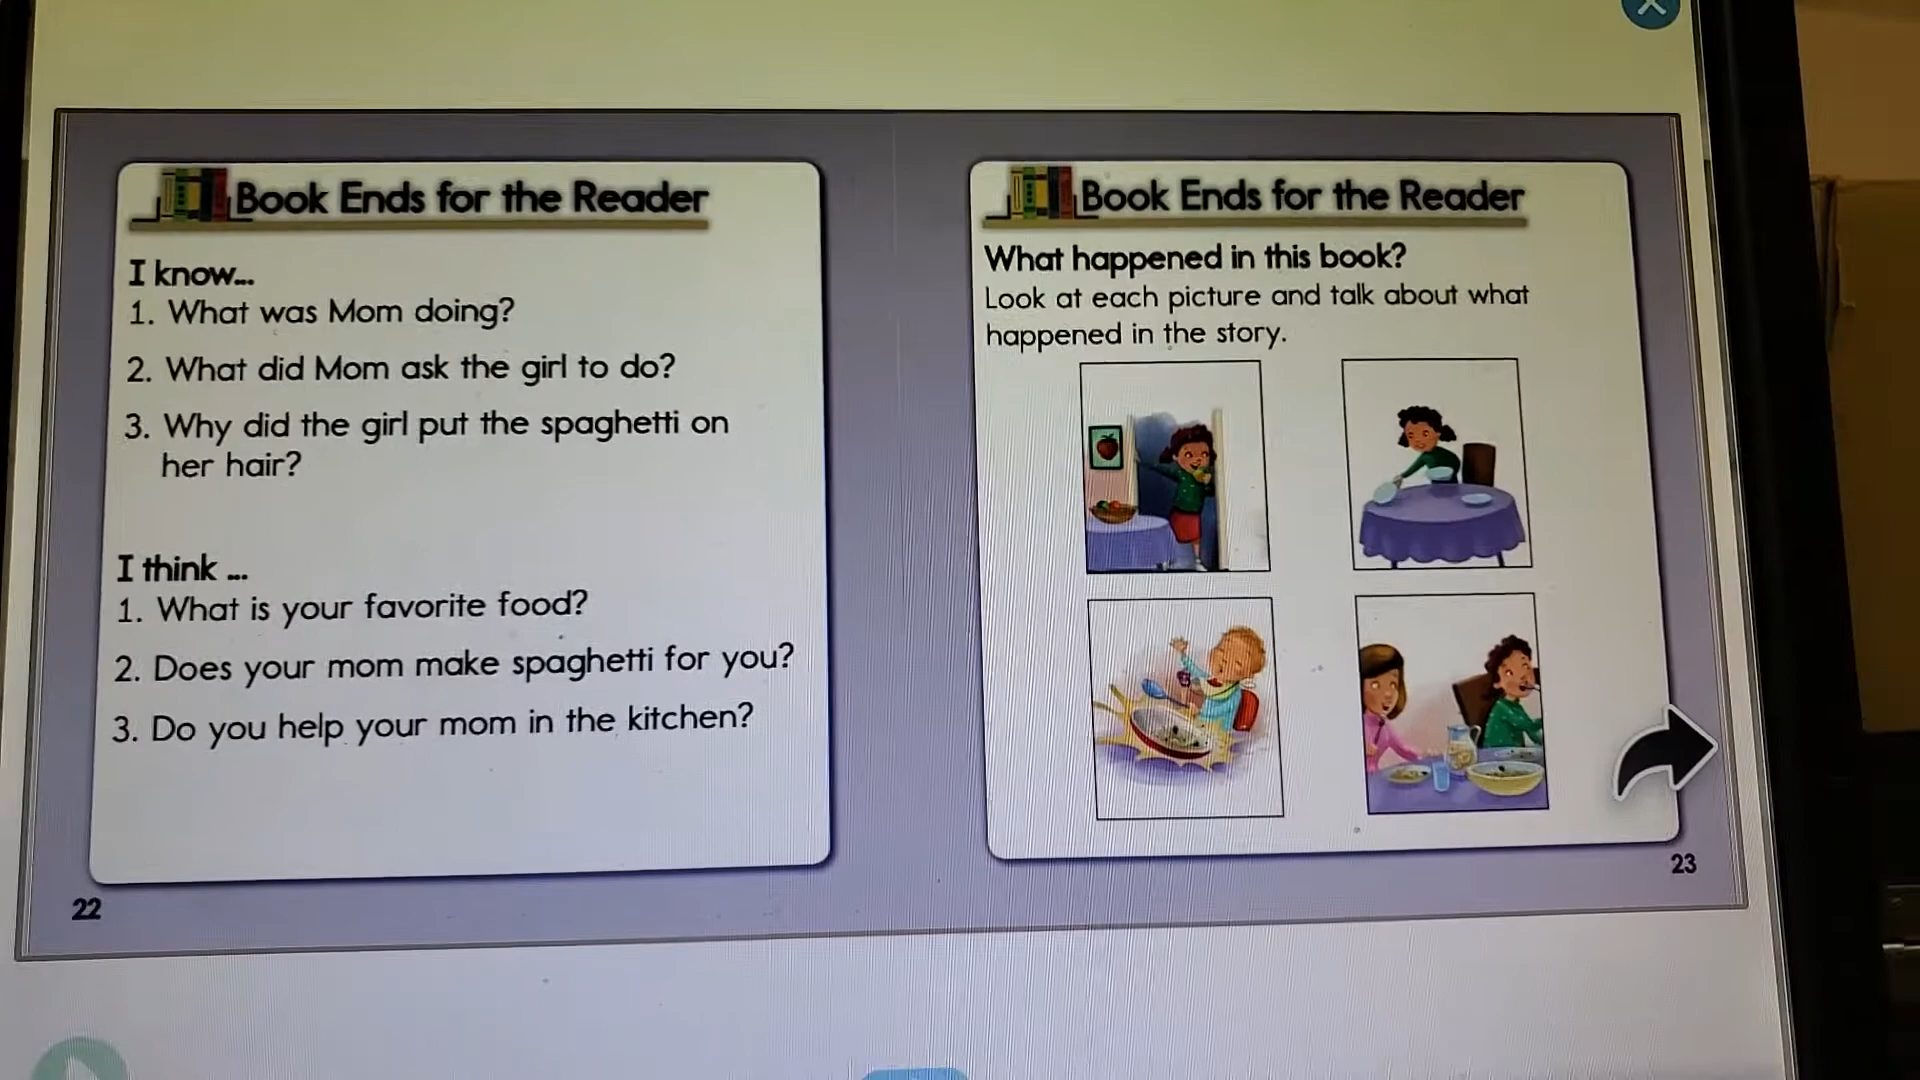 Book Ends for the Reader
I know...
1. What was Mom doing?
2. What did Mom ask the girl to do?
3. Why did the girl put the spaghetti on
her hair?
I think ...
1. What is your favorite food?
2. Does your mom make spaghetti for you?
3. Do you help your mom in the kitchen?
22
Book Ends for the Reader
What happened in this book?
Look at each picture and talk about what
happened in the story.
23